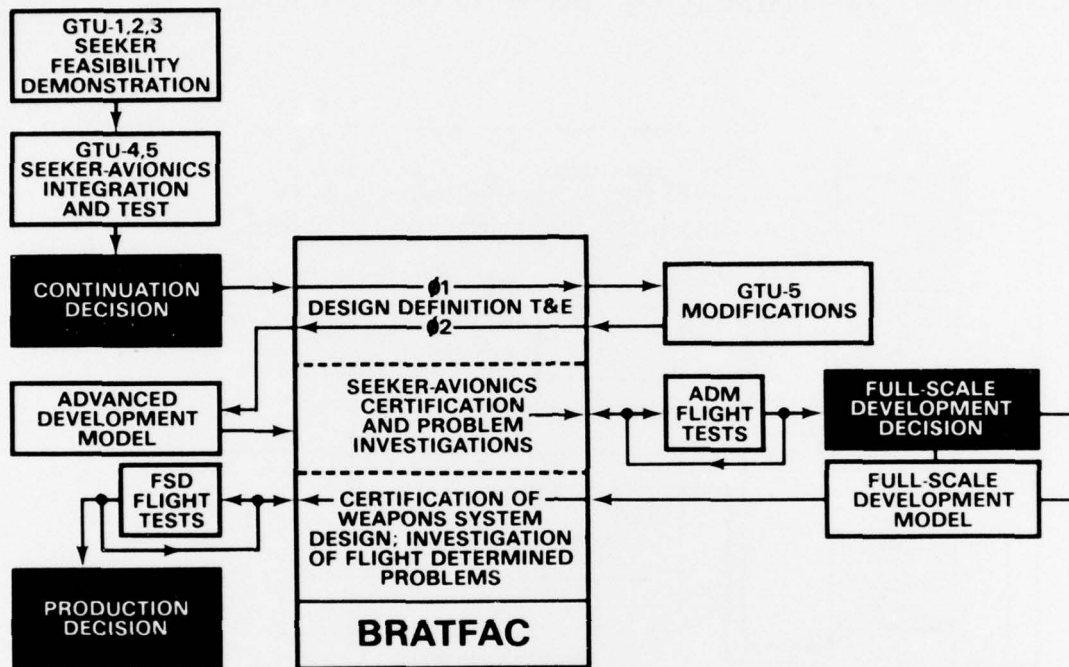 GTU-1,2,3
SEEKER
FEASIBILITY
DEMONSTRATION
GTU-4,5
SEEKER-AVIONICS
INTEGRATION
AND TEST
CONTINUATION
DECISION
ø1
DESIGN DEFINITION T&E
ø2
GTU-5
MODIFICATIONS
ADVANCED
DEVELOPMENT
MODEL
SEEKER-AVIONICS
CERTIFICATION
AND PROBLEM
INVESTIGATIONS
ADM
FLIGHT
TESTS
FULL-SCALE
DEVELOPMENT
DECISION
FULL-SCALE
DEVELOPMENT
MODEL
FSD
FLIGHT
TESTS
CERTIFICATION OF
WEAPONS SYSTEM
DESIGN; INVESTIGATION
OF FLIGHT DETERMINED
PROBLEMS
PRODUCTION
DECISION
BRATFAC